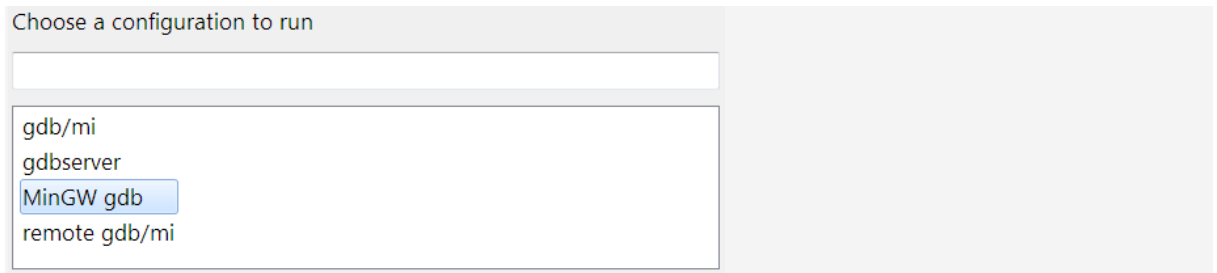 Choose a configuration to run
gdb/mi
gdbserver
MinGW gdb
remote gdb/mi